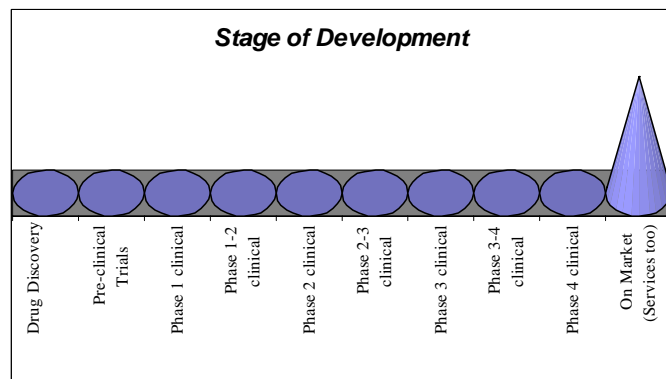 Stage of Development
Drug Discovery
Pre-clinical
Trials
Phase 1 clinical
Phase 1-2
clinical
Phase 2 clinical
Phase 2-3
clinical
Phase 3 clinical
Phase 3-4
clinical
Phase 4 clinical
On Market
(Services too)